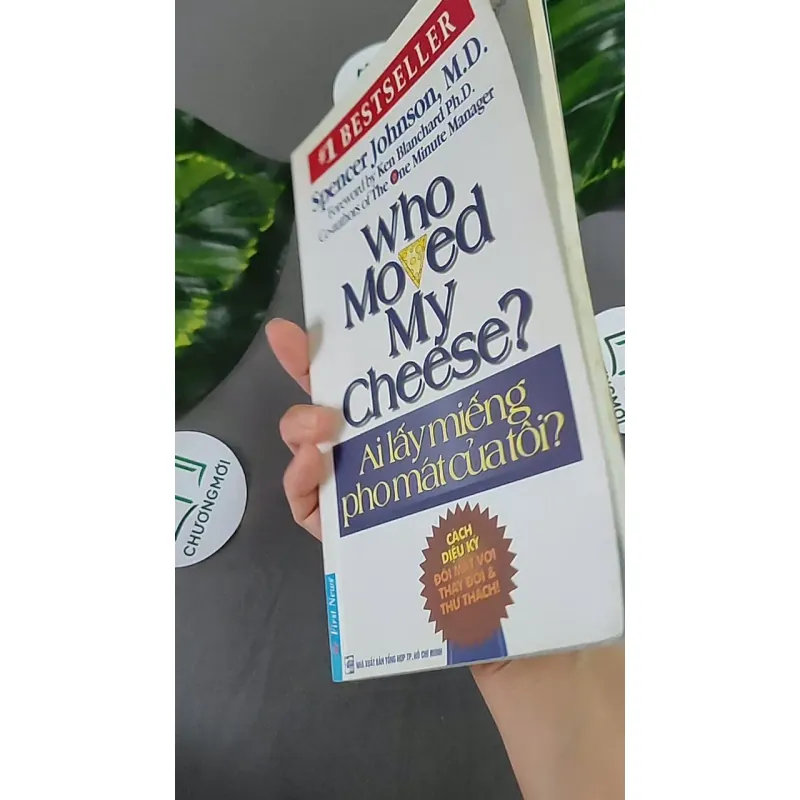 #1 BESTSELLER
Spencer Johnson, M.D.
Foreword by Ken Blanchard Ph.D.
Co-authors of The One Minute Manager
Who
Moved
My
Cheese?
Ai lấy miếng
pho mát của tôi?
CÁCH
DIỆU KỲ
ĐỐI MẶT VỚI
THAY ĐỔI &
THỬ THÁCH!
First News
NHÀ XUẤT BẢN TỔNG HỢP TP. HỒ CHÍ MINH
CHƯƠNGMỚI